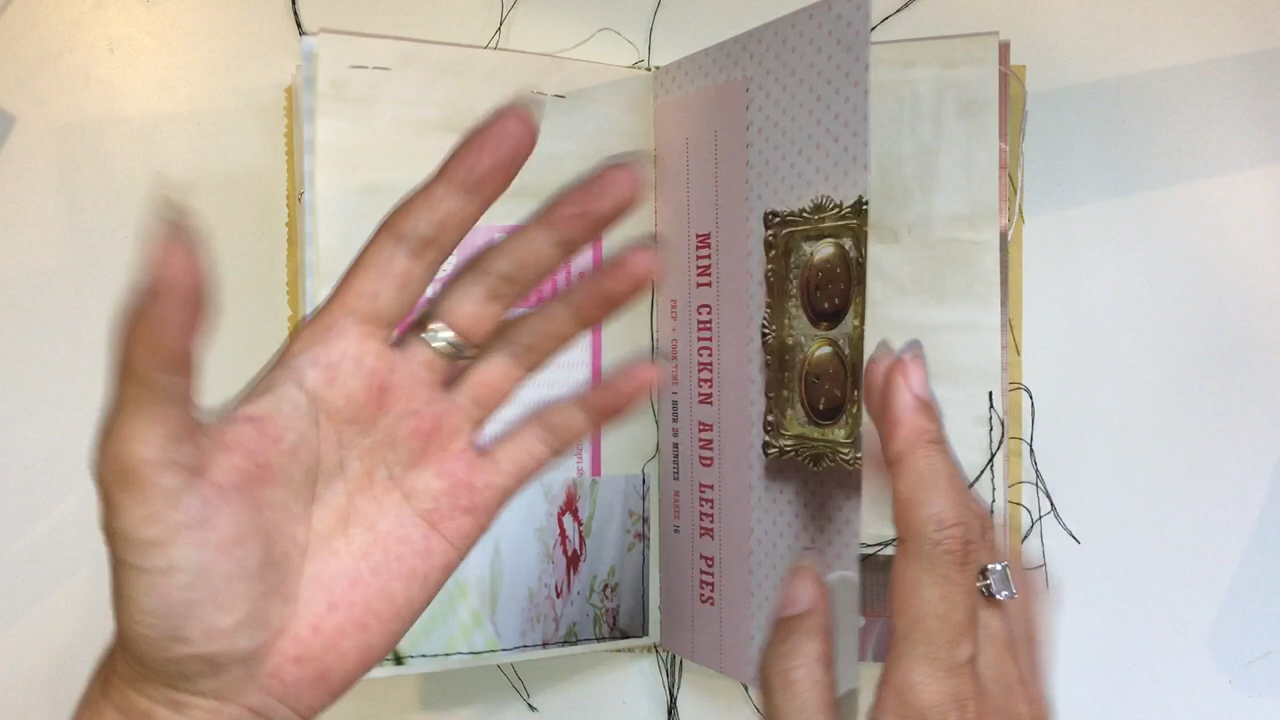 MINI CHICKEN AND LEEK PIES
PREP + COOK TIME 1 HOUR 20 MINUTES MAKES 16